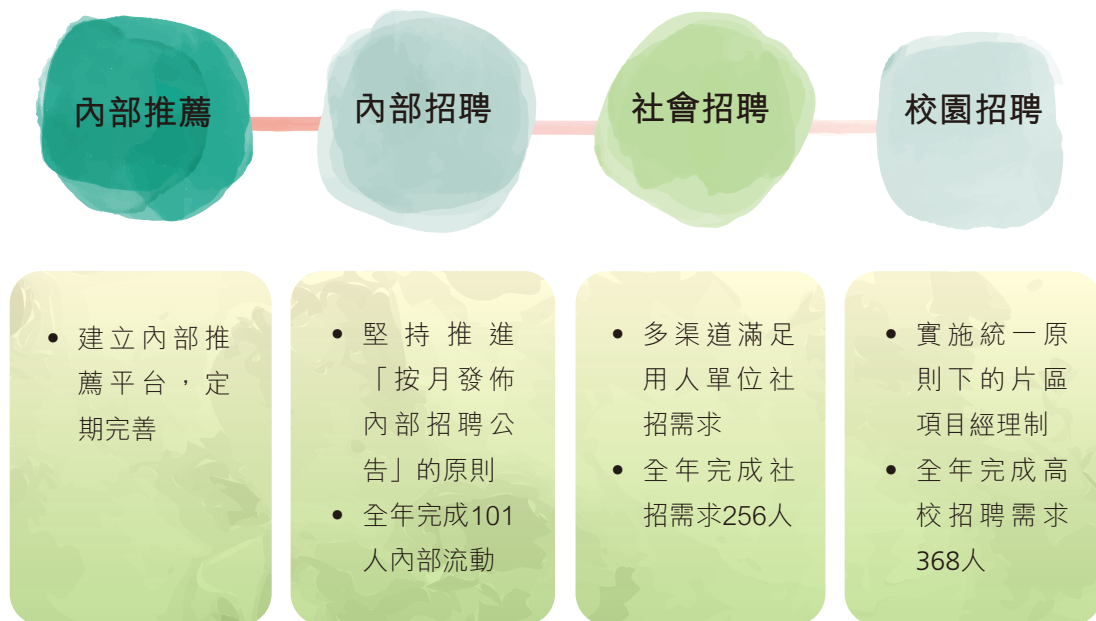 內部推薦
內部招聘
社會招聘
校園招聘
• 建立內部推
薦平台，定
期完善
• 堅持推進
「按月發佈
內部招聘公
告」的原則
• 全年完成101
人內部流動
• 多渠道滿足
用人單位社
招需求
• 全年完成社
招需求256人
• 實施統一原
則下的片區
項目經理制
• 全年完成高
校招聘需求
368人